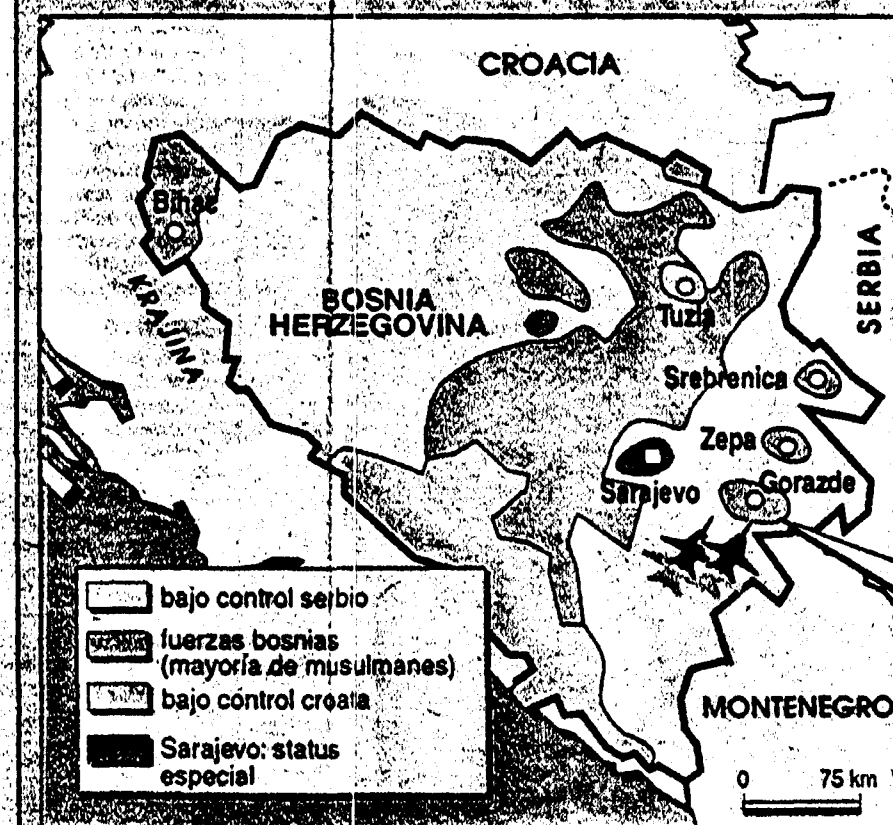 CROACIA
Bihac
KRAJINA
BOSNIA
HERZEGOVINA
Tuzla
SERBIA
Srebrenica
Zepa
Sarajevo
Gorazde
bajo control serbio
fuerzas bosnias
(mayoría de musulmanes)
bajo control croata
Sarajevo: status
especial
MONTENEGRO
0 75 km